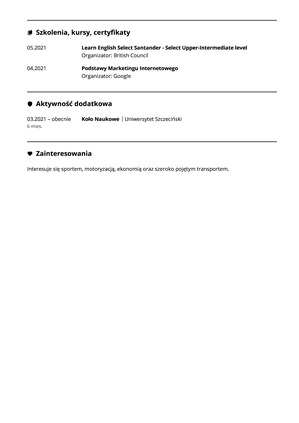 Szkolenia, kursy, certyfikaty
05.2021 Learn English Select Santander - Select Upper-Intermediate level
Organizator: British Council
04.2021 Podstawy Marketingu Internetowego
Organizator: Google
Aktywność dodatkowa
03.2021 – obecnie Koło Naukowe | Uniwersytet Szczeciński
6 mies.
Zainteresowania
Interesuje się sportem, motoryzacją, ekonomią oraz szeroko pojętym transportem.